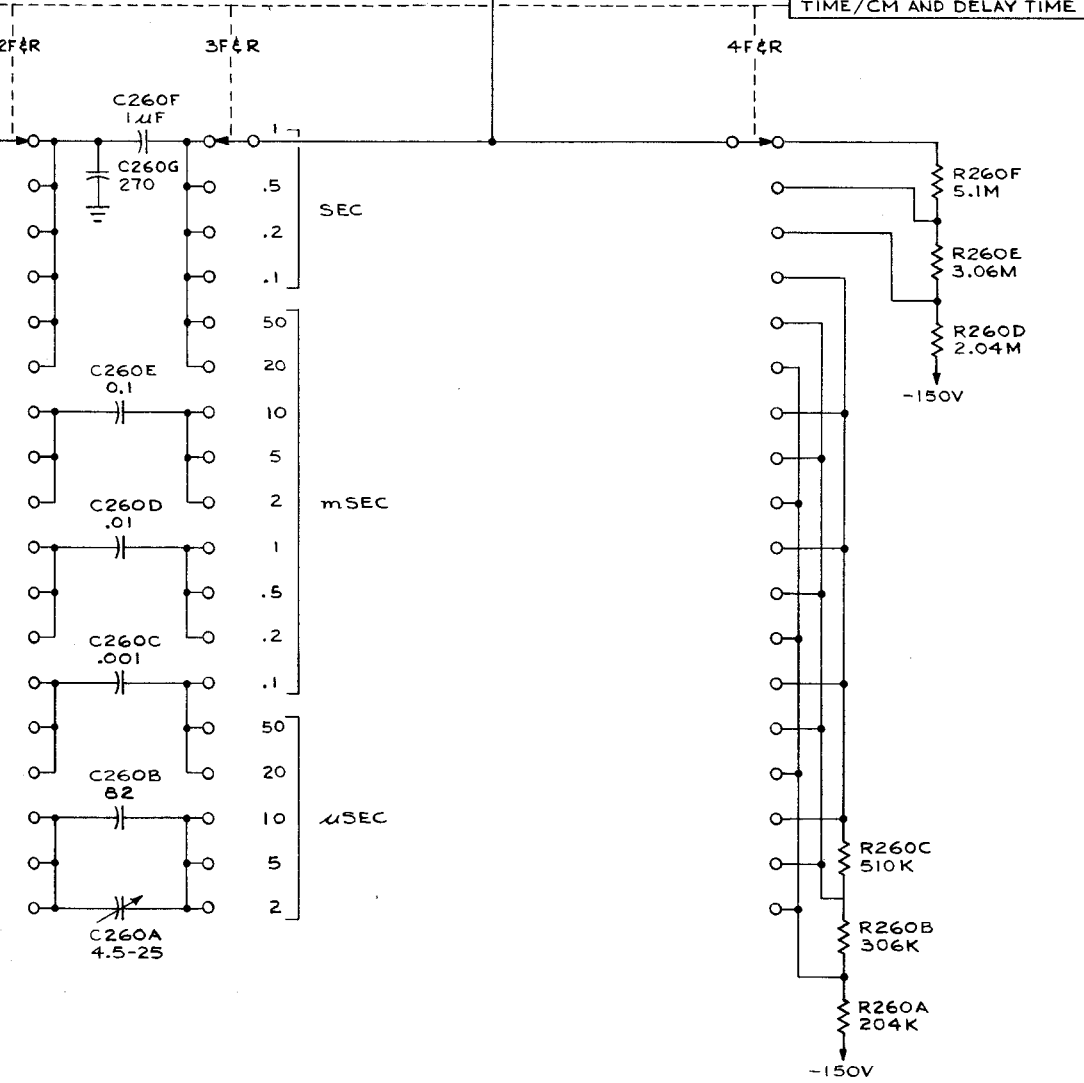 TIME/CM AND DELAY TIME
2F&R
3F&R
4F&R
C260F
1µF
C260G
270
1
.5
.2
.1
SEC
50
20
10
5
2
1
.5
.2
.1
mSEC
50
20
10
5
2
µSEC
C260E
0.1
C260D
.01
C260C
.001
C260B
82
C260A
4.5-25
R260F
5.1M
R260E
3.06M
R260D
2.04M
-150V
R260C
510K
R260B
306K
R260A
204K
-150V